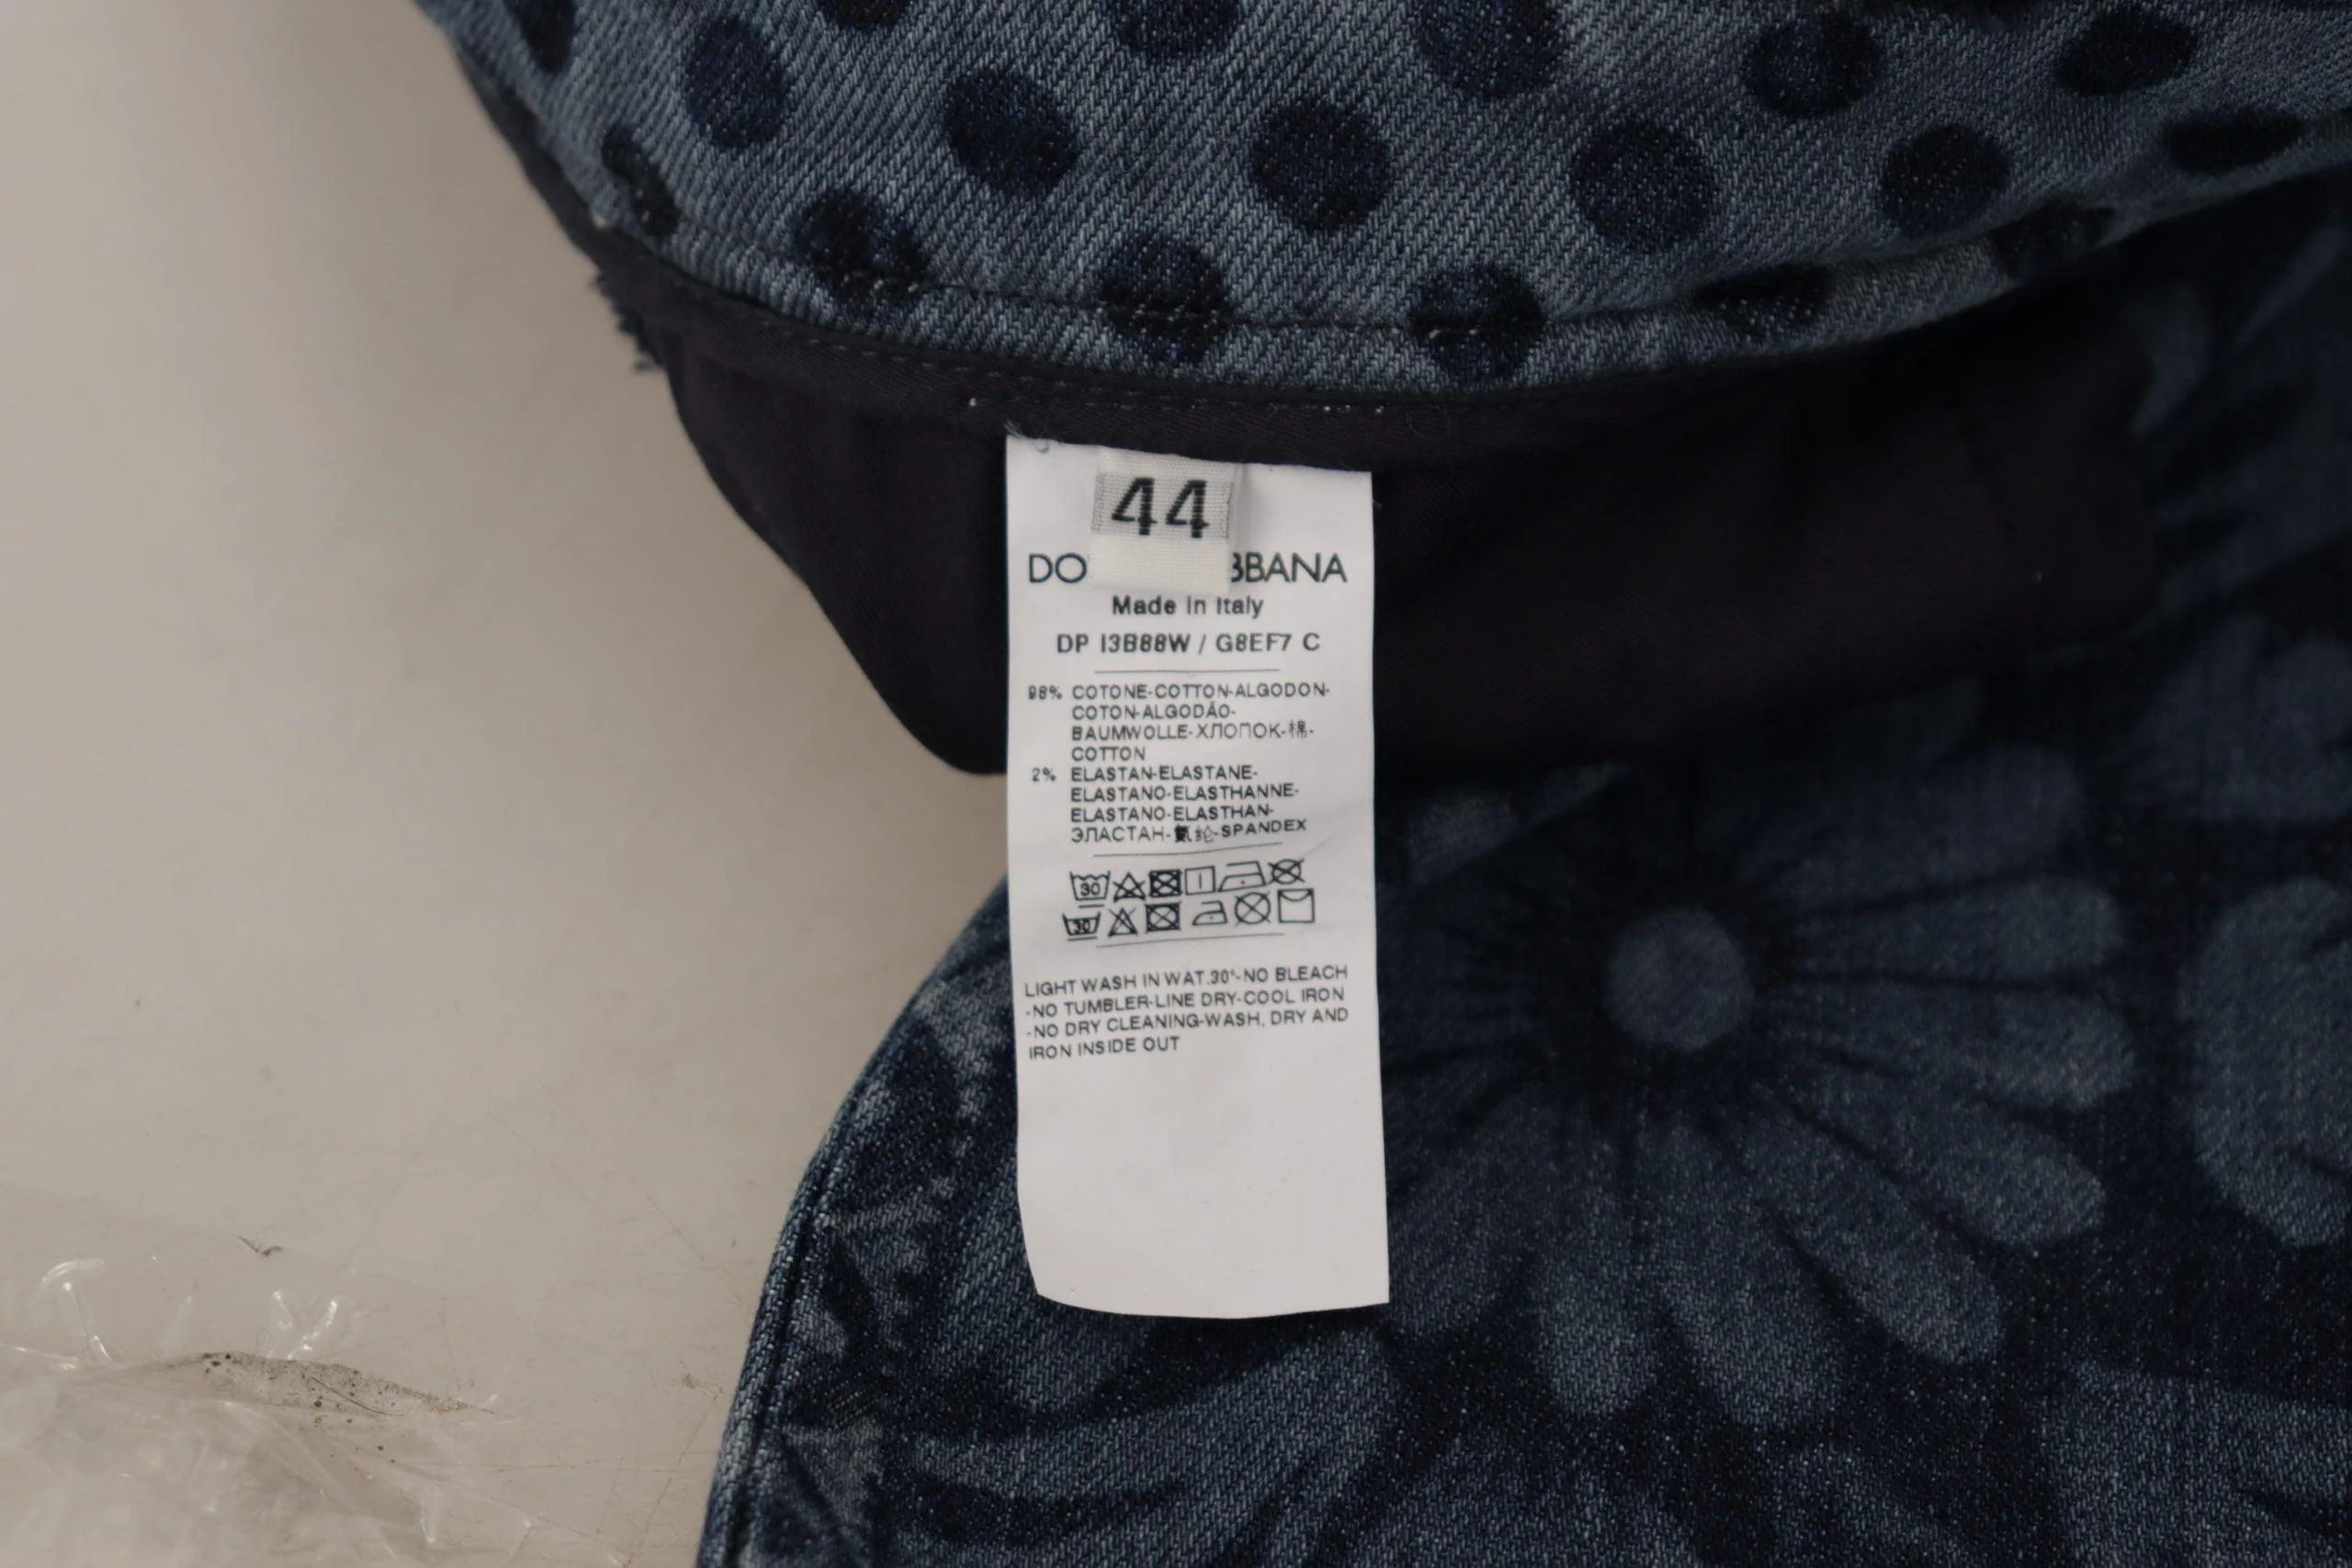 44
DO BBANA
Made in Italy
DP I3B88W / G8EF7 C
98% COTONE-COTTON-ALGODON-
COTON-ALGODÃO-
BAUMWOLLE-ХЛОПОК-棉-
COTTON
2% ELASTAN-ELASTANE-
ELASTANO-ELASTHANNE-
ELASTANO-ELASTHAN-
ЭЛАСТАН-氨纶-SPANDEX
30
30
LIGHT WASH IN WAT.30°-NO BLEACH
-NO TUMBLER-LINE DRY-COOL IRON
-NO DRY CLEANING-WASH, DRY AND
IRON INSIDE OUT